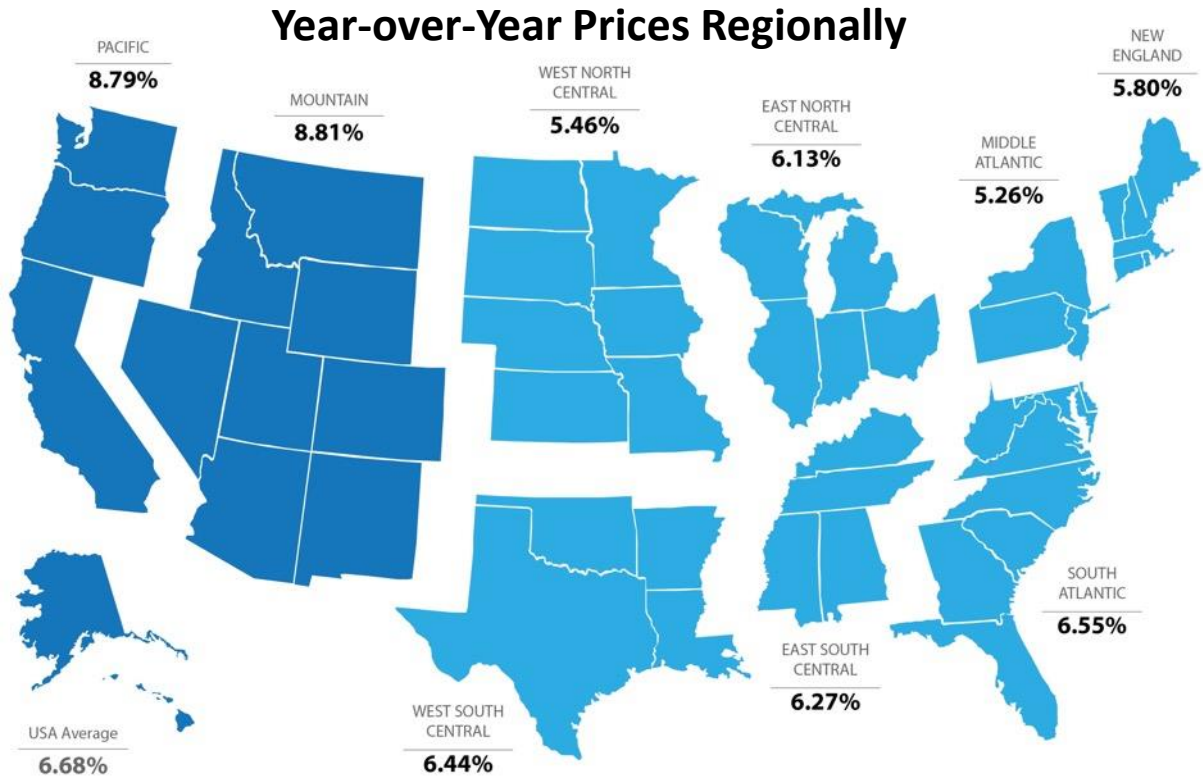 Year-over-Year Prices Regionally
PACIFIC
8.79%
MOUNTAIN
8.81%
WEST NORTH
CENTRAL
5.46%
EAST NORTH
CENTRAL
6.13%
MIDDLE
ATLANTIC
5.26%
NEW
ENGLAND
5.80%
SOUTH
ATLANTIC
6.55%
EAST SOUTH
CENTRAL
6.27%
WEST SOUTH
CENTRAL
6.44%
USA Average
6.68%